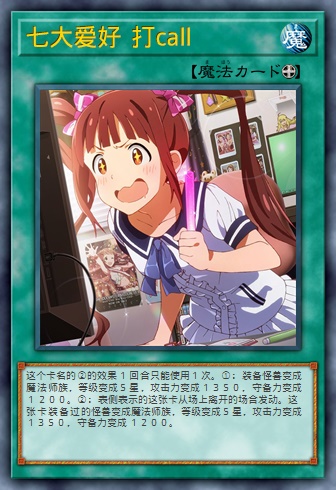 七大爱好 打call
魔
【魔法カード】
这个卡名的②的效果１回合只能使用１次。①：装备怪兽变成
魔法师族，等级变成５星，攻击力变成１３５０，守备力变成
１２００。②：表侧表示的这张卡从场上离开的场合发动。这
张卡装备过的怪兽变成魔法师族，等级变成５星，攻击力变成
１３５０，守备力变成１２００。